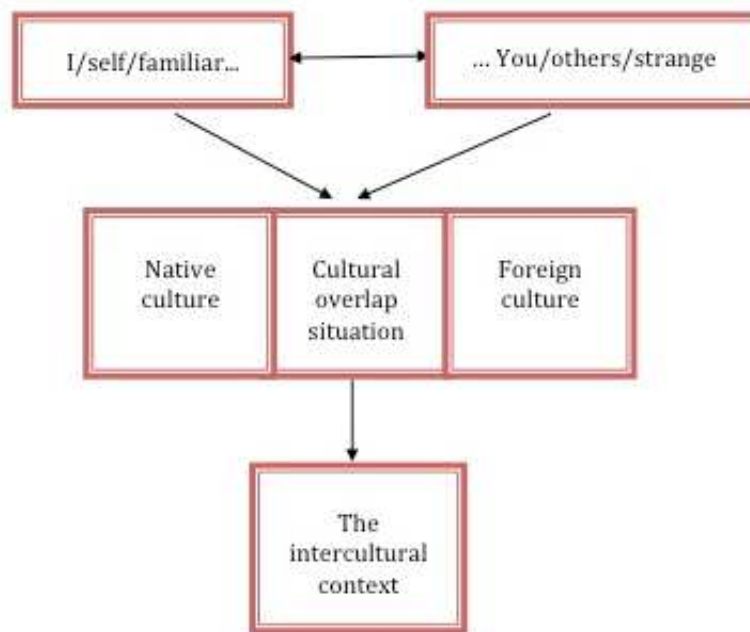 I/self/familiar...
... You/others/strange
Native
culture
Cultural
overlap
situation
Foreign
culture
The
intercultural
context